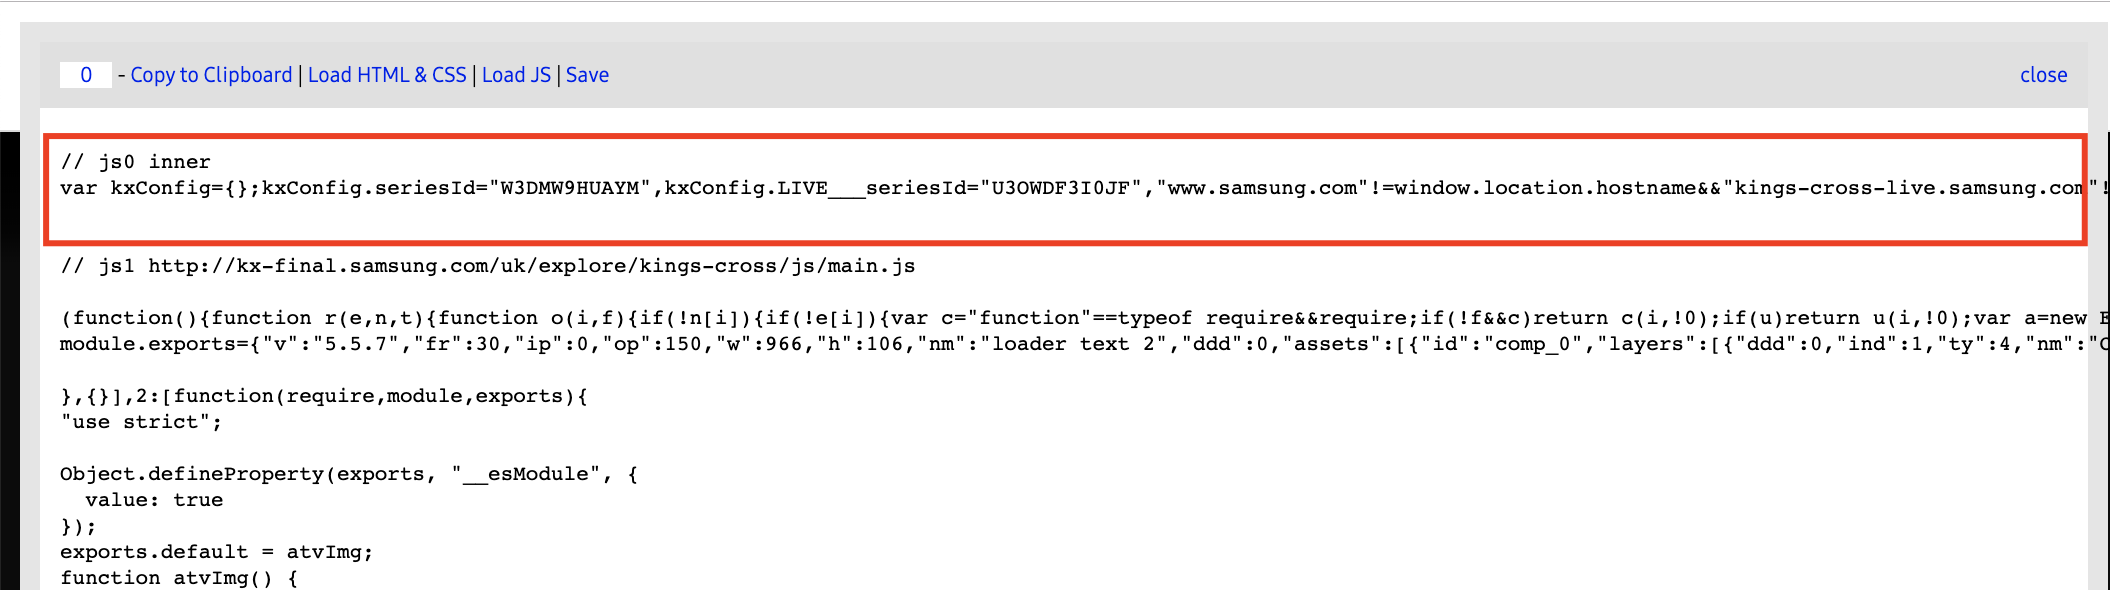 0 - Copy to Clipboard | Load HTML & CSS | Load JS | Save close
// js0 inner
var kxConfig={};kxConfig.seriesId="W3DMW9HUAYM",kxConfig.LIVE___seriesId="U3OWDF3I0JF","www.samsung.com"!=window.location.hostname&&"kings-cross-live.samsung.com"!
// js1 http://kx-final.samsung.com/uk/explore/kings-cross/js/main.js
(function(){function r(e,n,t){function o(i,f){if(!n[i]){if(!e[i]){var c="function"==typeof require&&require;if(!f&&c)return c(i,!0);if(u)return u(i,!0);var a=new E
module.exports={"v":"5.5.7","fr":30,"ip":0,"op":150,"w":966,"h":106,"nm":"loader text 2","ddd":0,"assets":[{"id":"comp_0","layers":[{"ddd":0,"ind":1,"ty":4,"nm":"
},{}],2:[function(require,module,exports){
"use strict";
Object.defineProperty(exports, "__esModule", {
  value: true
});
exports.default = atvImg;
function atvImg() {